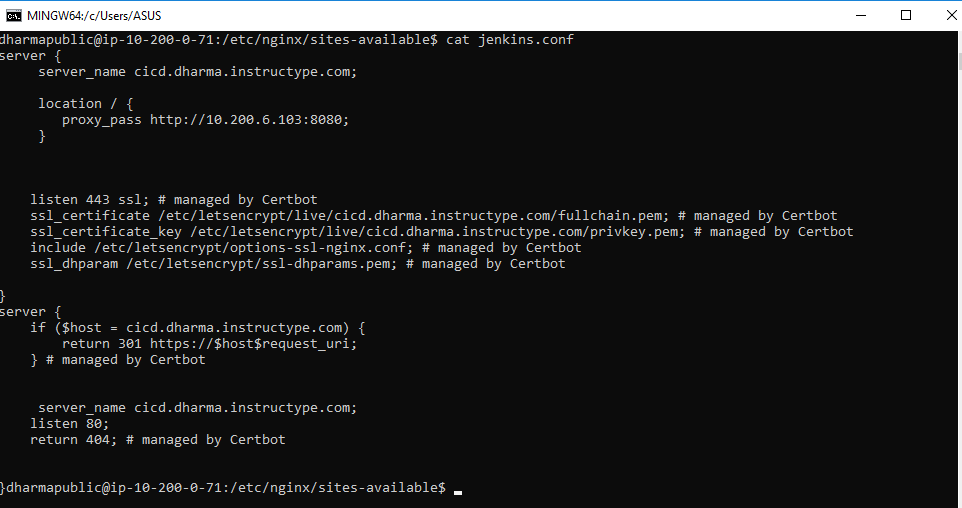 MINGW64:/c/Users/ASUS
dharmapublic@ip-10-200-0-71:/etc/nginx/sites-available$ cat jenkins.conf
server {
     server_name cicd.dharma.instructype.com;
     location / {
        proxy_pass http://10.200.6.103:8080;
     }
    listen 443 ssl; # managed by Certbot
    ssl_certificate /etc/letsencrypt/live/cicd.dharma.instructype.com/fullchain.pem; # managed by Certbot
    ssl_certificate_key /etc/letsencrypt/live/cicd.dharma.instructype.com/privkey.pem; # managed by Certbot
    include /etc/letsencrypt/options-ssl-nginx.conf; # managed by Certbot
    ssl_dhparam /etc/letsencrypt/ssl-dhparams.pem; # managed by Certbot
}
server {
    if ($host = cicd.dharma.instructype.com) {
        return 301 https://$host$request_uri;
    } # managed by Certbot
     server_name cicd.dharma.instructype.com;
    listen 80;
    return 404; # managed by Certbot
}dharmapublic@ip-10-200-0-71:/etc/nginx/sites-available$